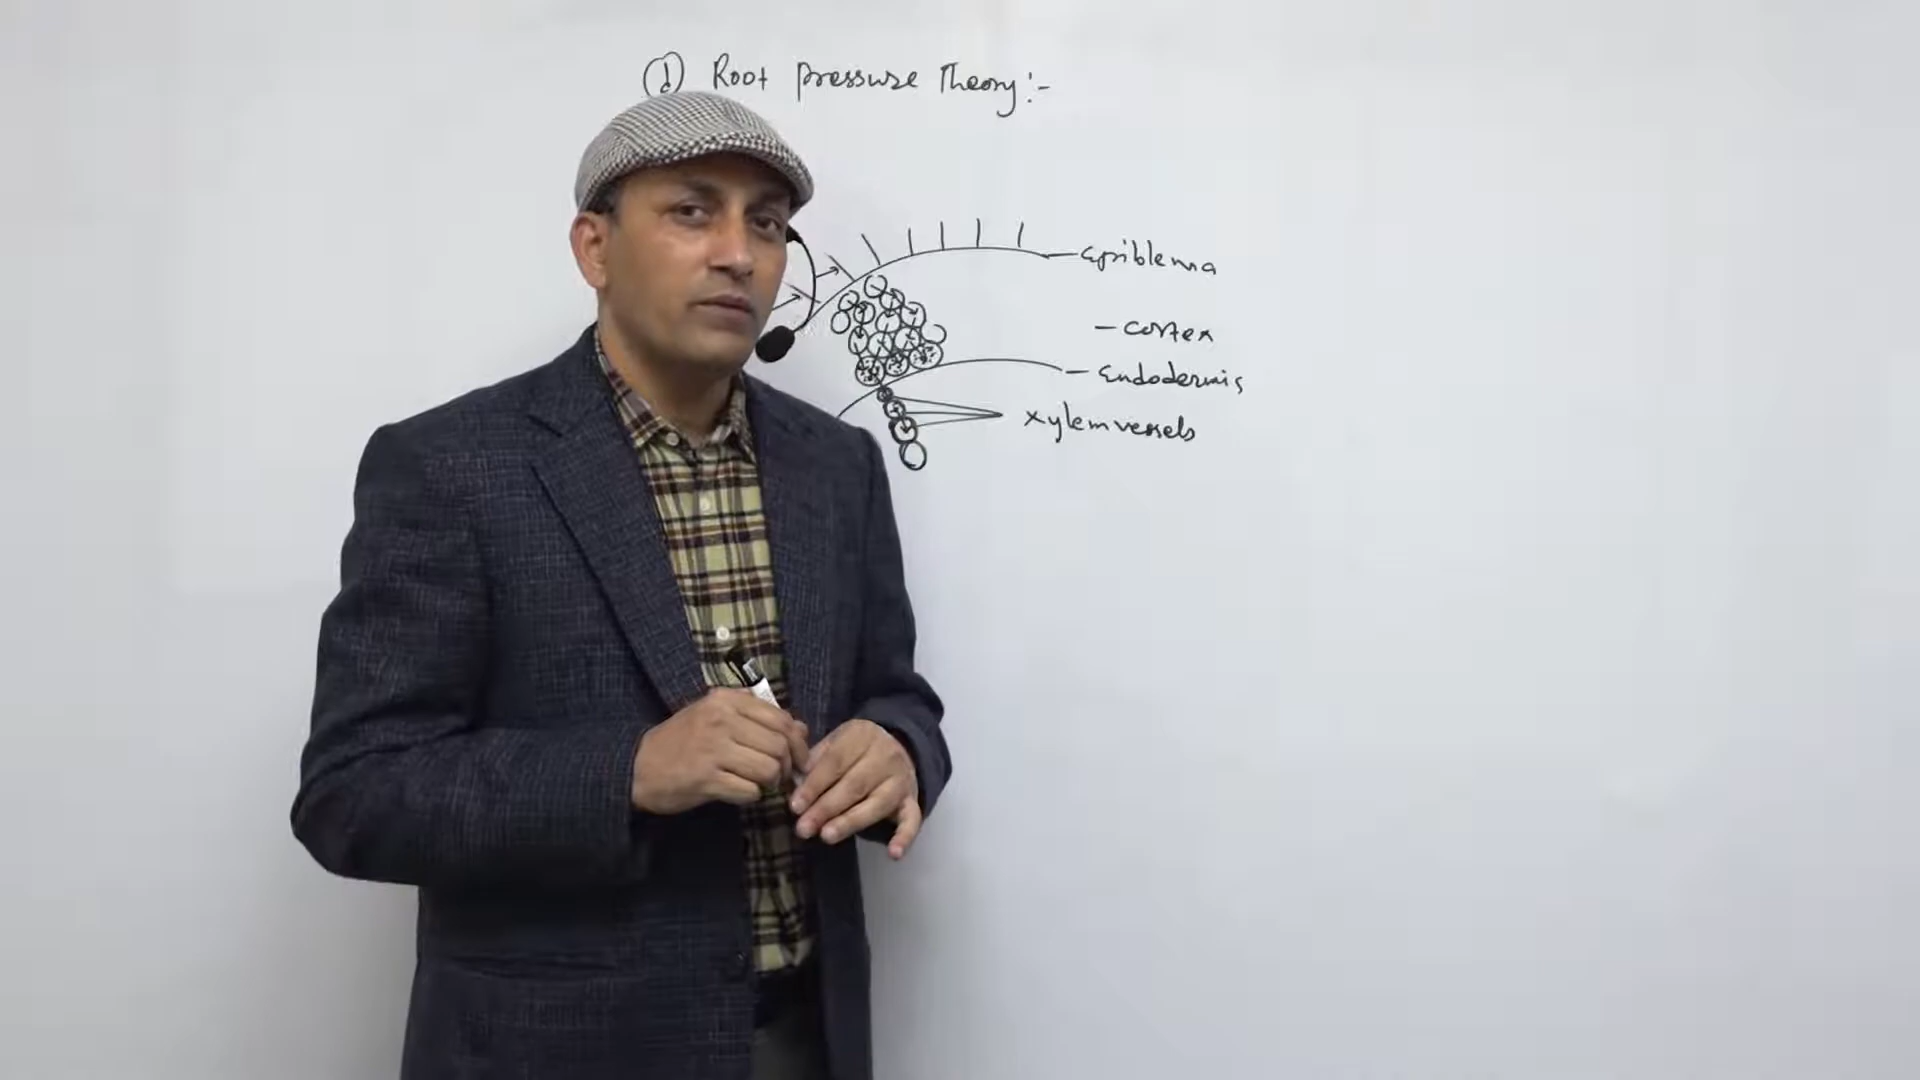 (d) Root pressure Theory:-
Epiblema
- cortex
Endodermis
xylem vessels